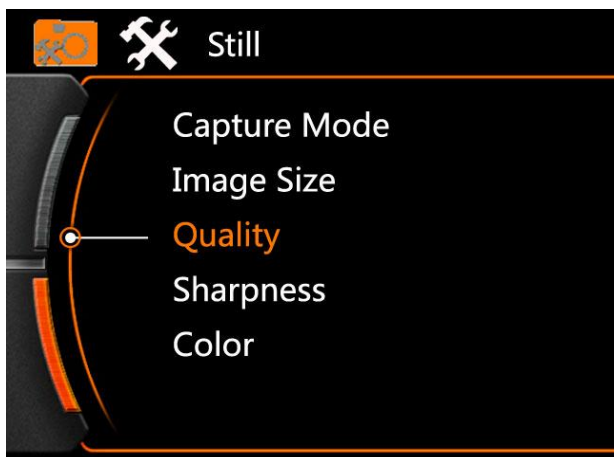 Still
Capture Mode
Image Size
Quality
Sharpness
Color